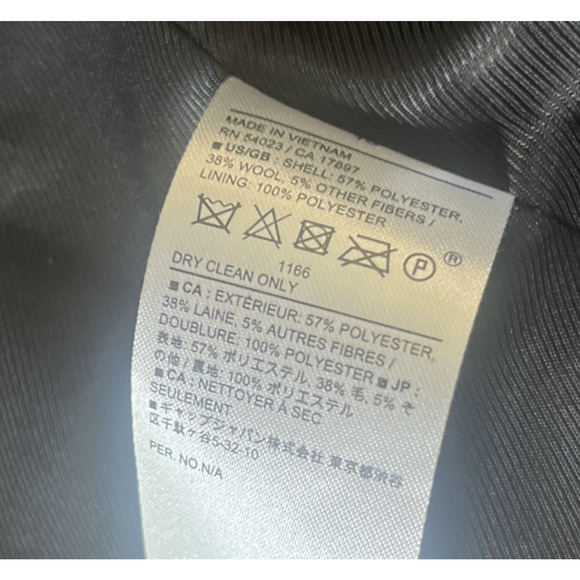 MADE IN VIETNAM
RN 54023 / CA 17897
■ US/GB : SHELL: 57% POLYESTER,
38% WOOL, 5% OTHER FIBERS /
LINING: 100% POLYESTER
P ®
1166
DRY CLEAN ONLY
■ CA : EXTÉRIEUR: 57% POLYESTER,
38% LAINE, 5% AUTRES FIBRES /
DOUBLURE: 100% POLYESTER ■ JP :
表地: 57% ポリエステル, 38% 毛, 5% そ
の他 / 裏地: 100% ポリエステル
■ CA : NETTOYER À SEC
SEULEMENT
■ ギャップジャパン株式会社 東京都渋谷
区千駄ヶ谷5-32-10
PER. NO.N/A